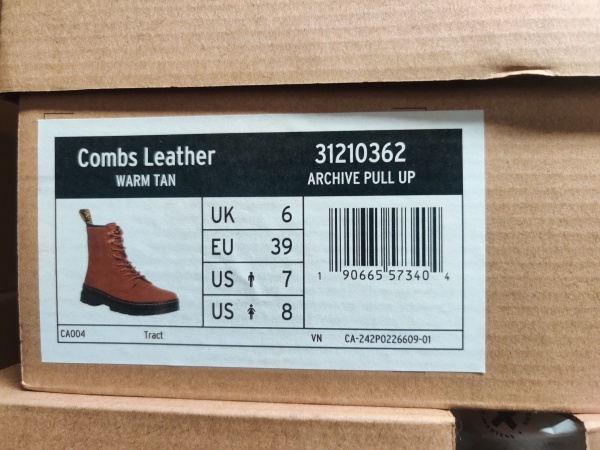 Combs Leather
WARM TAN
31210362
ARCHIVE PULL UP
UK 6
EU 39
US 7
US 8
1 90665 57340 4
CA004 Tract VN CA-242P0226609-01